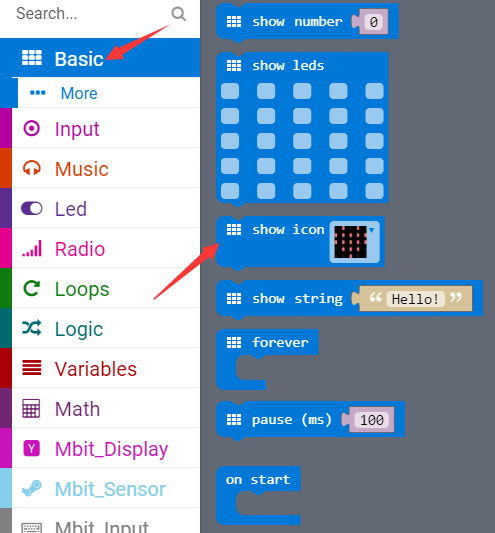 Search...
Basic
More
Input
Music
Led
Radio
Loops
Logic
Variables
Math
Mbit_Display
Mbit_Sensor
Mbit_Input
show number 0
show leds
show icon
show string “ Hello! ”
forever
pause (ms) 100
on start